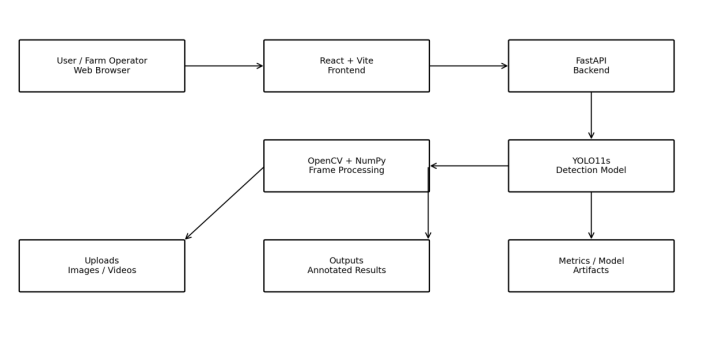 User / Farm Operator
Web Browser
React + Vite
Frontend
FastAPI
Backend
OpenCV + NumPy
Frame Processing
YOLO11s
Detection Model
Uploads
Images / Videos
Outputs
Annotated Results
Metrics / Model
Artifacts